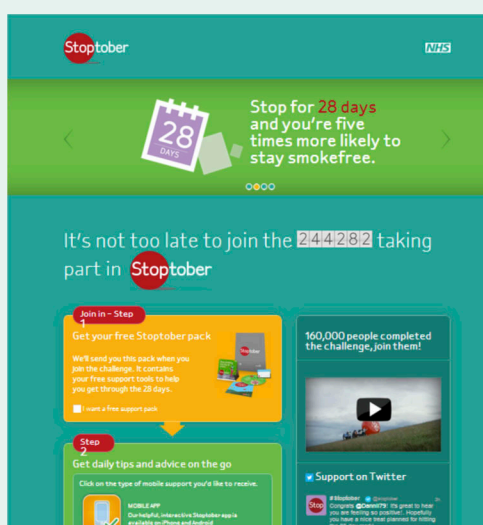 Stoptober
NHS
28
DAYS
Stop for 28 days
and you're five
times more likely to
stay smokefree.
It's not too late to join the 244282 taking
part in Stoptober
Join in – Step
1
Get your free Stoptober pack
We'll send you this pack when you
join the challenge. It contains
your free support tools to help
you get through the 28 days.
I want a free support pack
Step
2
Get daily tips and advice on the go
Click on the type of mobile support you'd like to receive.
MOBILE APP
Our helpful, interactive Stoptober app is
available on iPhone and Android
160,000 people completed
the challenge, join them!
Support on Twitter
Stop
Stoptober
Congrats @Denni79! It's great to hear
you are feeling so positive!. Hopefully
you have a nice treat planned for hitting